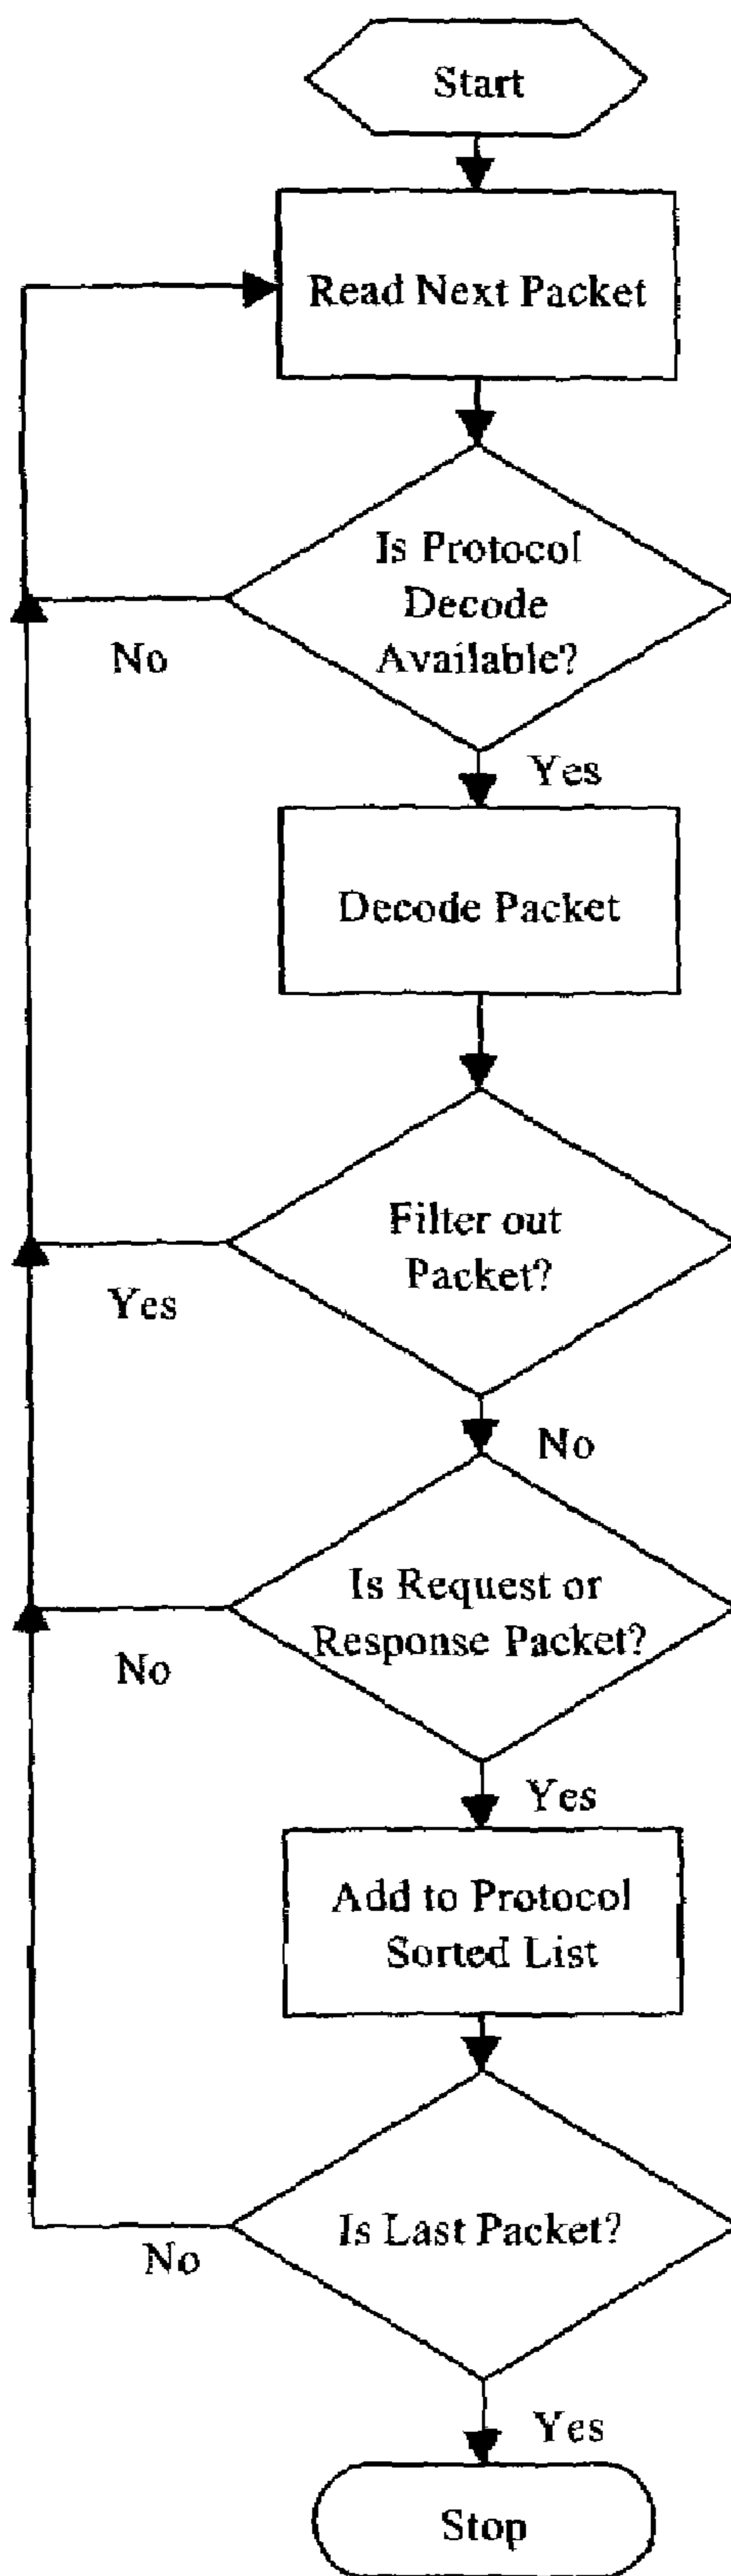 Start
Read Next Packet
Is Protocol
Decode
Available?
No
Yes
Decode Packet
Filter out
Packet?
Yes
No
Is Request or
Response Packet?
No
Yes
Add to Protocol
Sorted List
Is Last Packet?
No
Yes
Stop